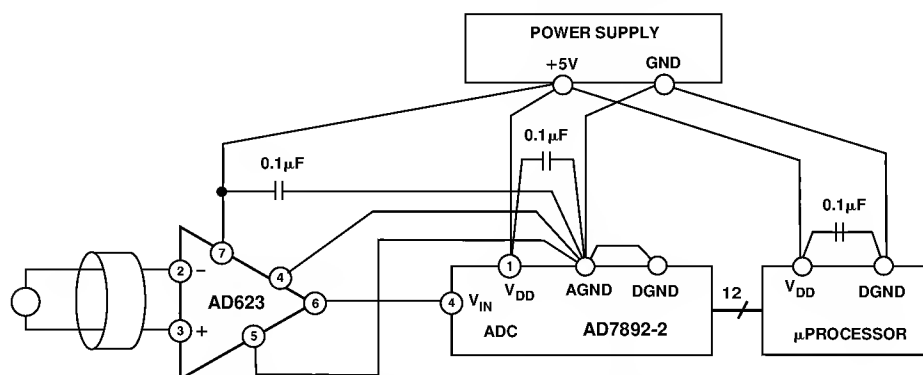 POWER SUPPLY
+5V GND
0.1µF
0.1µF
0.1µF
7
4
1
2 −
AD623
6
4 VIN
VDD
AGND
DGND
12
VDD
DGND
3 +
5
ADC
AD7892-2
µPROCESSOR